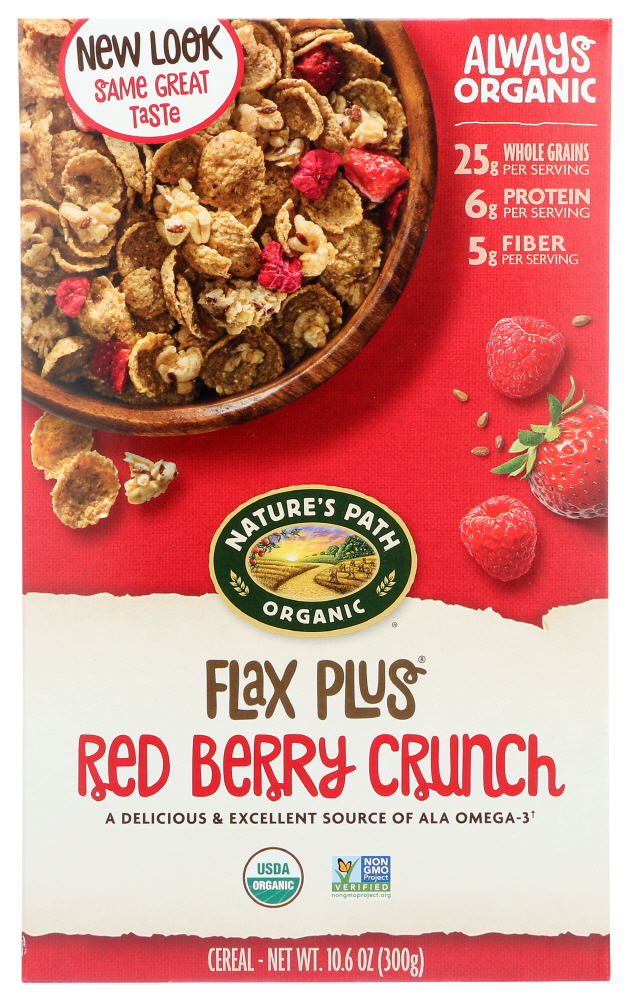 NEW LOOK
SAME GREAT
TaSTe
ALWAYS
ORGANIC
25g WHOLE GRAINS
PER SERVING
6g PROTEIN
PER SERVING
5g FIBER
PER SERVING
NATURE'S PATH
ORGANIC
®
FLaX PLUS®
ReD BeRRY CRUNCh
A DELICIOUS & EXCELLENT SOURCE OF ALA OMEGA-3†
USDA
ORGANIC
NON
GMO
Project
VERIFIED
nongmoproject.org
CEREAL - NET WT. 10.6 OZ (300g)